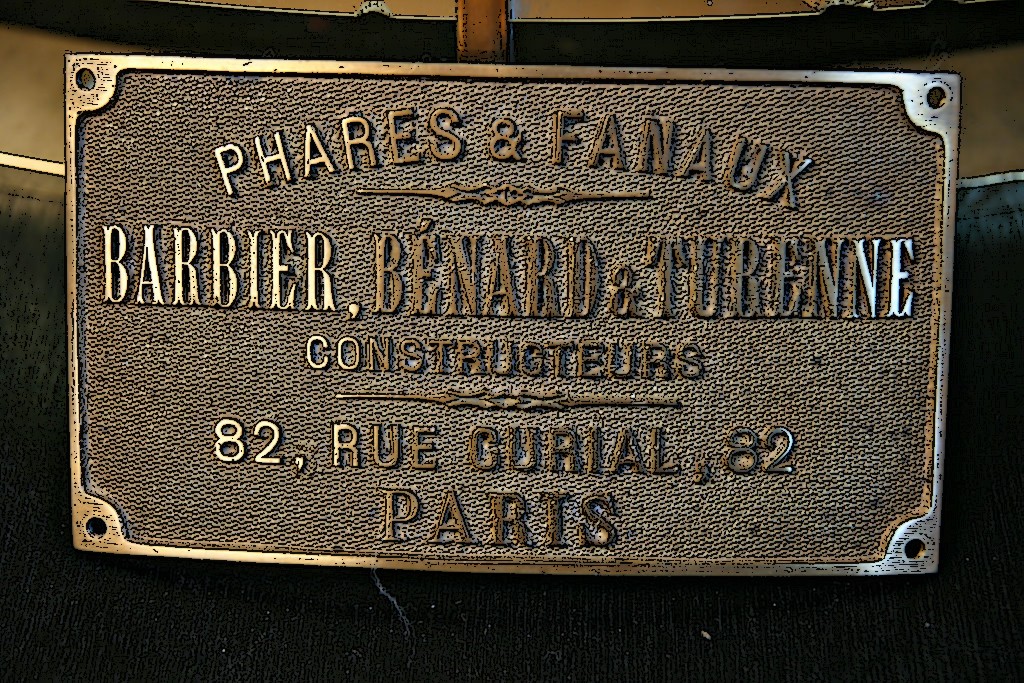 PHARES & FANAUX
BARBIER, BÉNARD & TURENNE
CONSTRUCTEURS
82, RUE CURIAL, 82
PARIS